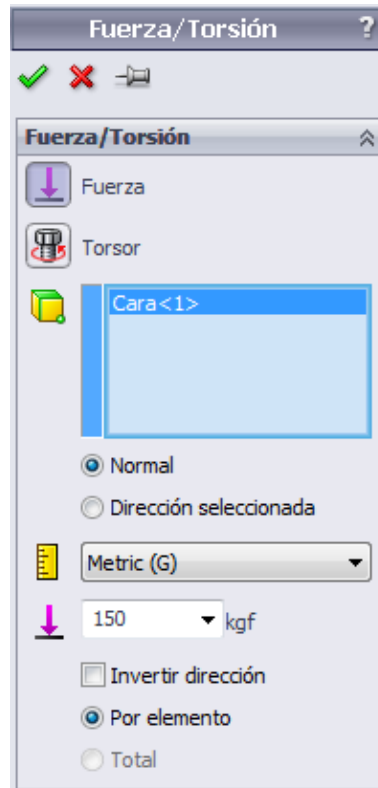 Fuerza/Torsión ?
Fuerza/Torsión
Fuerza
Torsor
Cara<1>
Normal
Dirección seleccionada
Metric (G)
150 kgf
Invertir dirección
Por elemento
Total